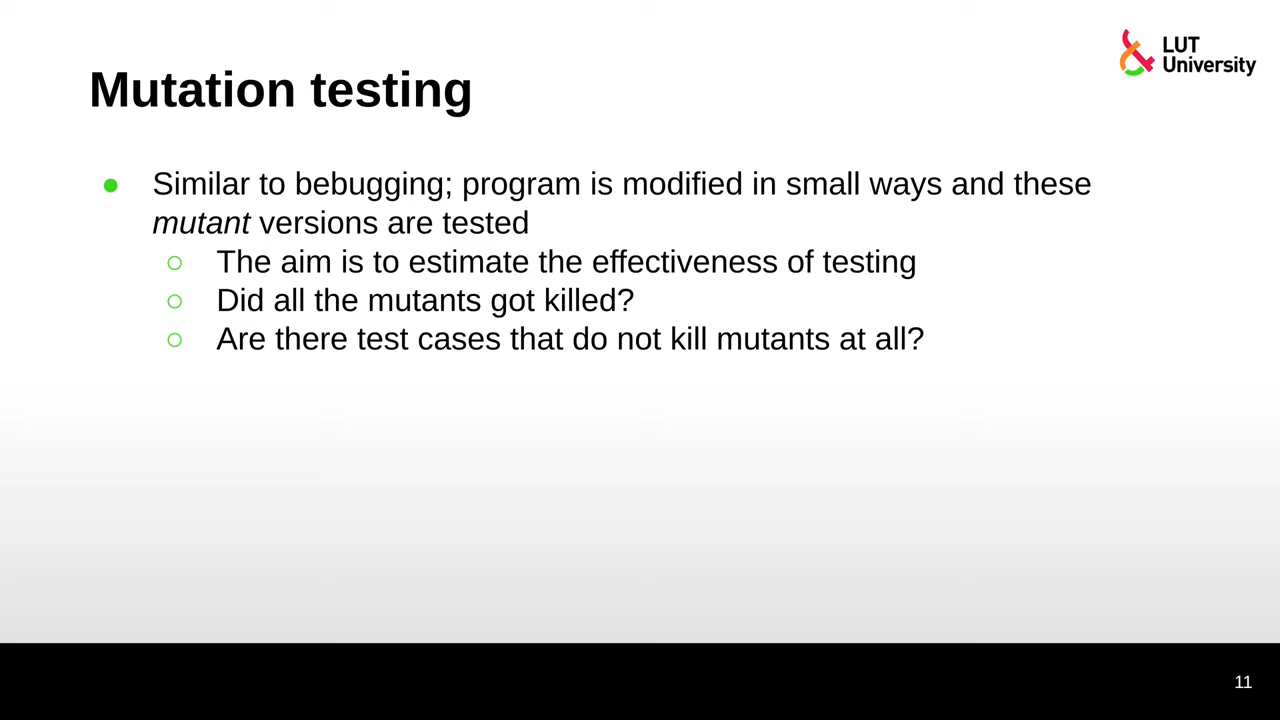 LUT
University
Mutation testing
● Similar to bebugging; program is modified in small ways and these
mutant versions are tested
○ The aim is to estimate the effectiveness of testing
○ Did all the mutants got killed?
○ Are there test cases that do not kill mutants at all?
11